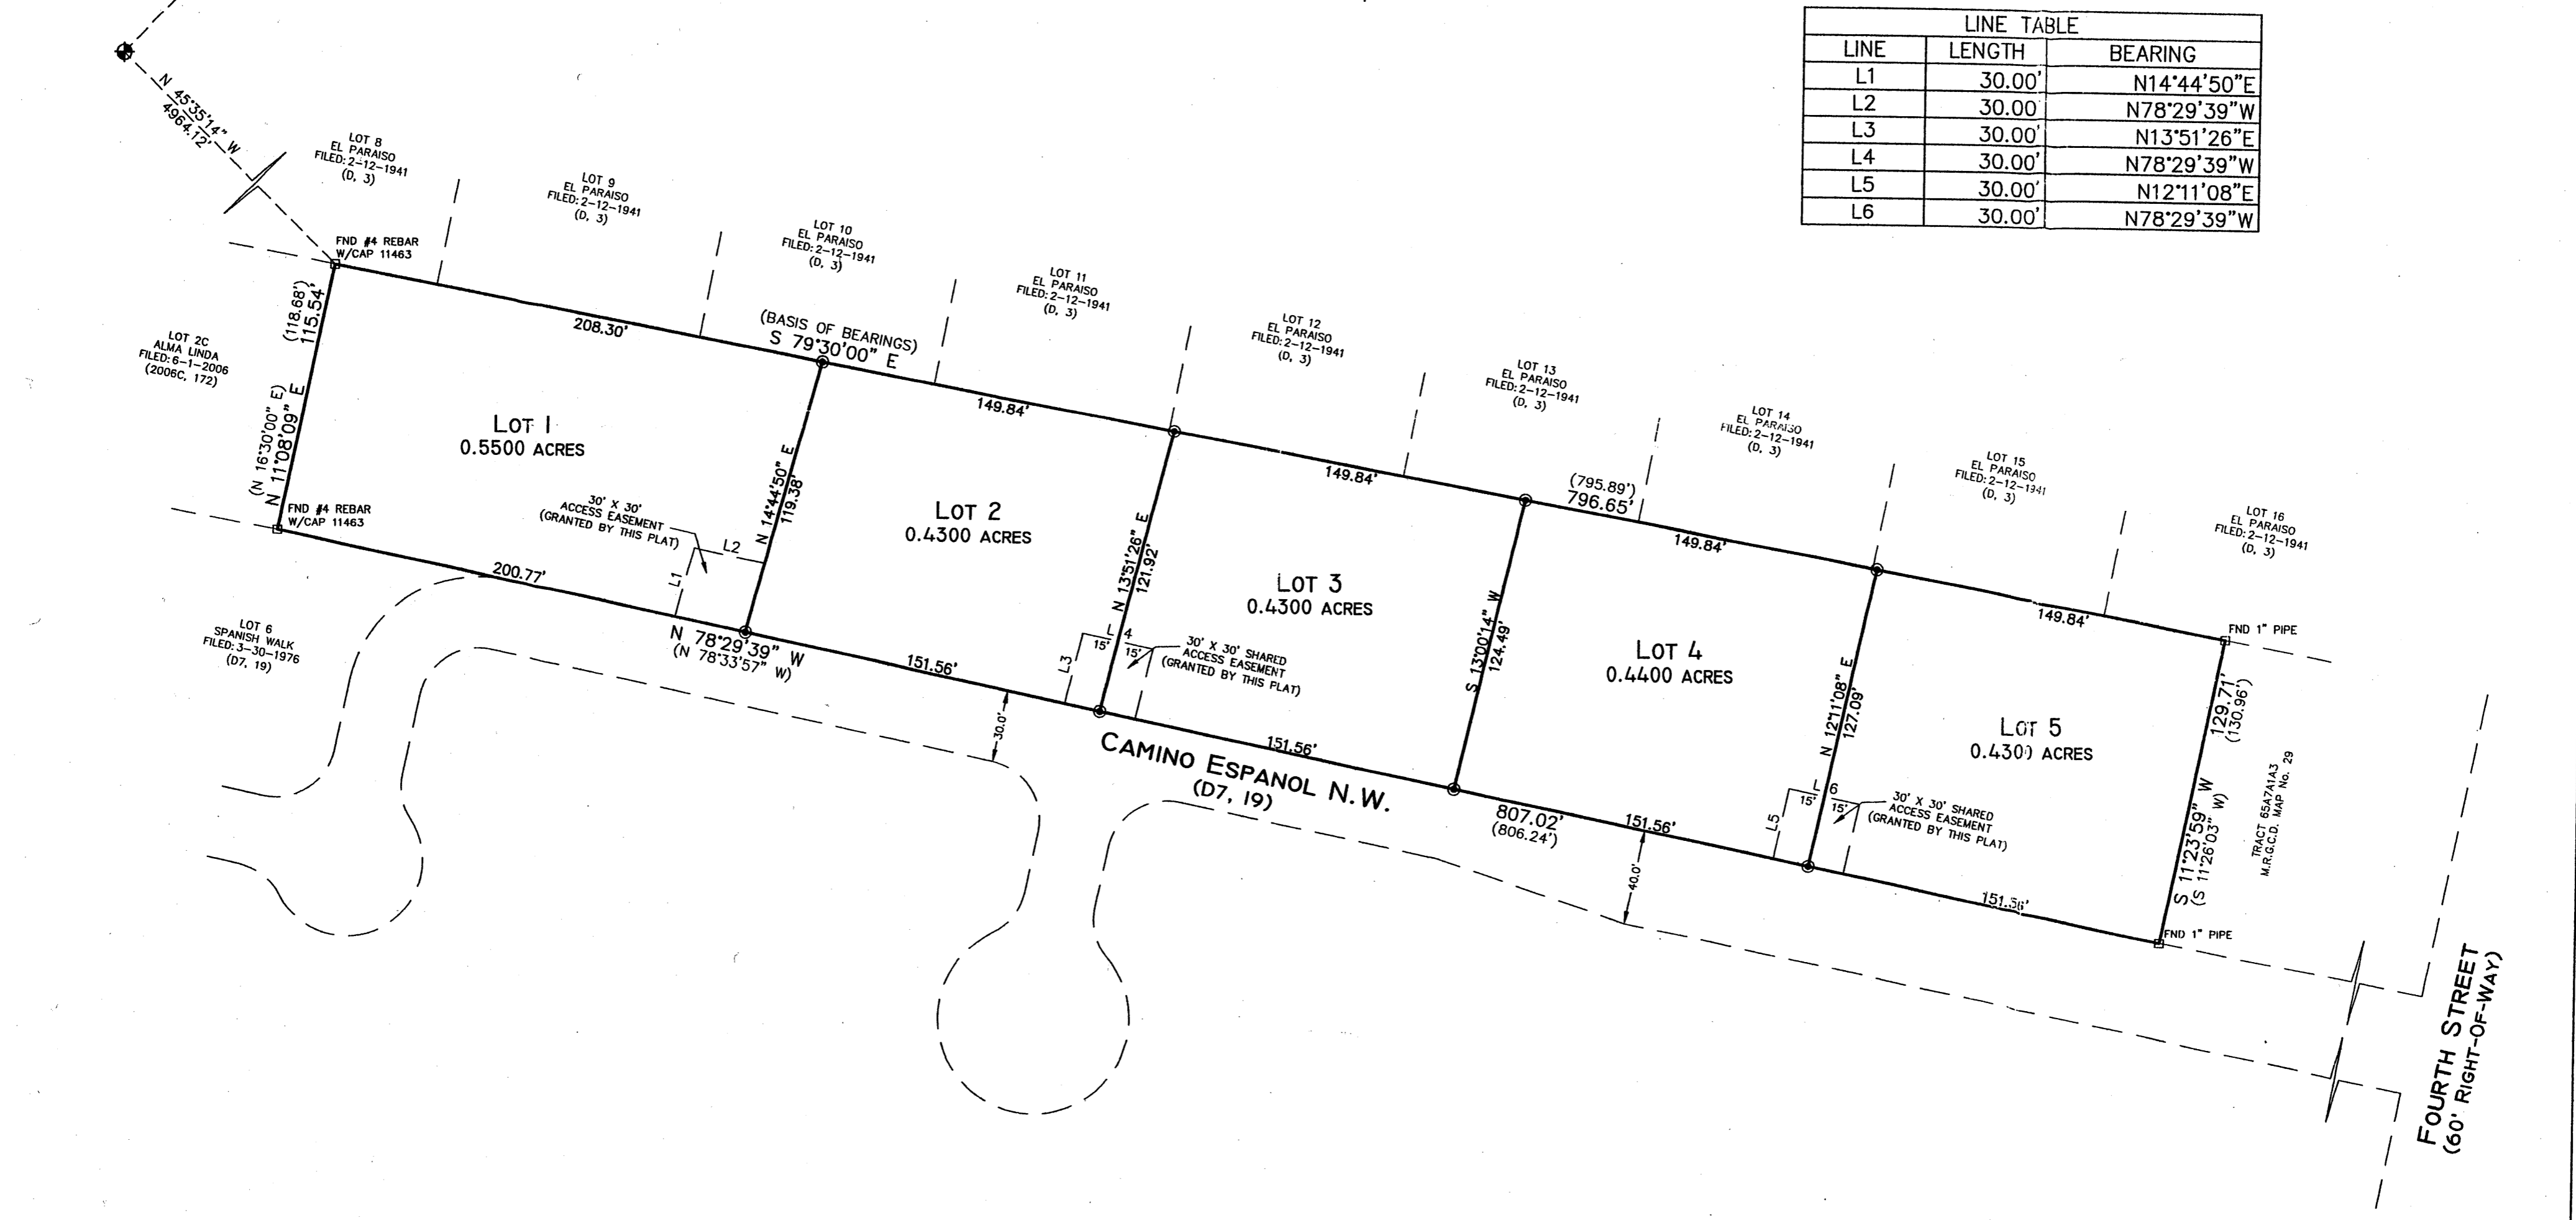 LINE TABLE
LINE LENGTH BEARING
L1 30.00' N14°44'50"E
L2 30.00' N78°29'39"W
L3 30.00' N13°51'26"E
L4 30.00' N78°29'39"W
L5 30.00' N12°11'08"E
L6 30.00' N78°29'39"W
N 45°35'14" W
4964.12'
LOT 8
EL PARAISO
FILED: 2-12-1941
(D, 3)
LOT 9
EL PARAISO
FILED: 2-12-1941
(D, 3)
LOT 10
EL PARAISO
FILED: 2-12-1941
(D, 3)
LOT 11
EL PARAISO
FILED: 2-12-1941
(D, 3)
LOT 12
EL PARAISO
FILED: 2-12-1941
(D, 3)
LOT 13
EL PARAISO
FILED: 2-12-1941
(D, 3)
LOT 14
EL PARAISO
FILED: 2-12-1941
(D, 3)
LOT 15
EL PARAISO
FILED: 2-12-1941
(D, 3)
LOT 16
EL PARAISO
FILED: 2-12-1941
(D, 3)
FND #4 REBAR
W/CAP 11463
(118.68')
115.54'
208.30'
(BASIS OF BEARINGS)
S 79°30'00" E
149.84'
149.84'
(795.89')
796.65'
149.84'
149.84'
FND 1" PIPE
LOT 2C
ALMA LINDA
FILED: 6-1-2006
(2006C, 172)
(N 16°30'00" E)
N 11°08'09" E
LOT 1
0.5500 ACRES
N 14°44'50" E
119.38'
LOT 2
0.4300 ACRES
N 13°51'26" E
121.92'
LOT 3
0.4300 ACRES
S 13°00'14" W
124.49'
LOT 4
0.4400 ACRES
N 12°11'08" E
127.09'
LOT 5
0.4300 ACRES
129.71'
(130.96')
S 11°23'59" W
(S 11°26'03" W)
TRACT 65A7A1A3
M.R.G.C.D. MAP No. 29
FND #4 REBAR
W/CAP 11463
30' X 30'
ACCESS EASEMENT
(GRANTED BY THIS PLAT)
L2
L1
200.77'
LOT 6
SPANISH WALK
FILED: 3-30-1976
(D7, 19)
N 78°29'39" W
(N 78°33'57" W)
151.56'
L 4
15' 15'
L3
30' X 30' SHARED
ACCESS EASEMENT
(GRANTED BY THIS PLAT)
30.0'
CAMINO ESPANOL N.W.
(D7, 19)
151.56'
807.02'
(806.24')
151.56'
40.0'
L 6
15' 15'
L5
30' X 30' SHARED
ACCESS EASEMENT
(GRANTED BY THIS PLAT)
151.56'
FND 1" PIPE
FOURTH STREET
(60' RIGHT-OF-WAY)